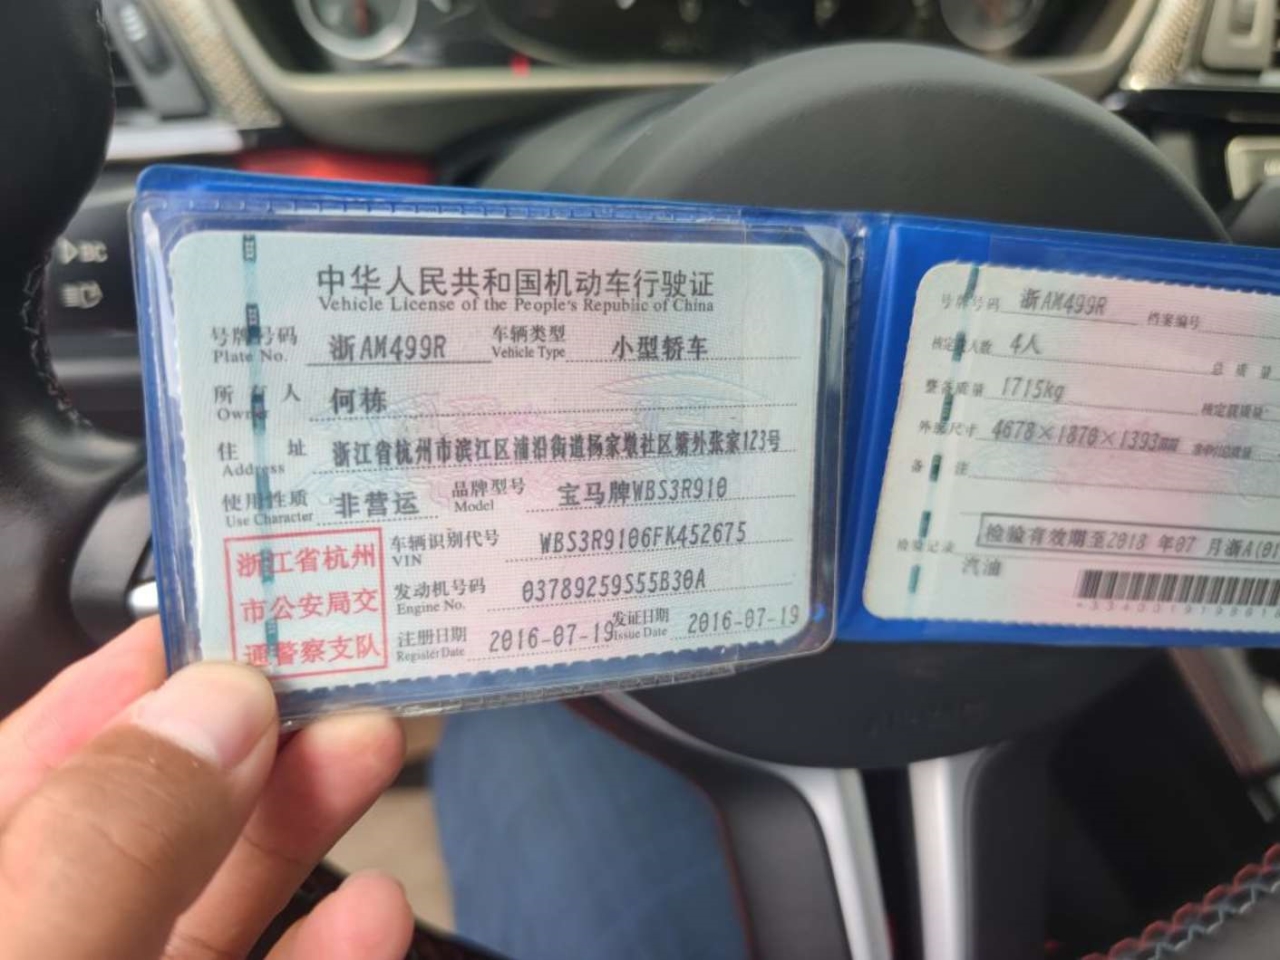 中华人民共和国机动车行驶证
Vehicle License of the People's Republic of China
号牌号码 浙AM499R 车辆类型 小型轿车
Plate No. Vehicle Type
所有人 何栋
Owner
住址 浙江省杭州市滨江区浦沿街道杨家墩社区寨外张家123号
Address
使用性质 非营运 品牌型号 宝马牌WBS3R910
Use Character Model
浙江省杭州
市公安局交
通警察支队
车辆识别代号 WBS3R9106FK452675
VIN
发动机号码 03789259S55B30A
Engine No.
注册日期 2016-07-19 发证日期 2016-07-19
Register Date Issue Date
号牌号码 浙AM499R 档案编号
核定载人数 4人
总质量
整备质量 1715kg 核定载质量
外廓尺寸 4678×1870×1393mm
备注
检验记录 检验有效期至2018 年07 月浙A(01
汽油